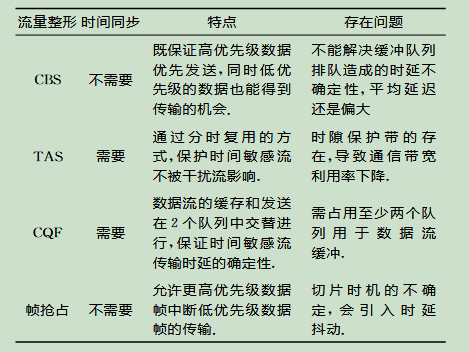 流量整形 时间同步 特点 存在问题
既保证高优先级数据 不能解决缓冲队列
优先发送,同时低优 排队造成的时延不
CBS 不需要
先级的数据也能得到 确定性,平均延迟
传输的机会. 还是偏大
通过分时复用的方 时隙保护带的存
TAS 需要 式,保护时间敏感流 在,导致通信带宽
不被干扰流影响. 利用率下降.
数据流的缓存和发送
需占用至少两个队
在2个队列中交替进
CQF 需要 列用于数据流
行,保证时间敏感流
缓冲.
传输时延的确定性.
允许更高优先级数据 切片时机的不确
帧抢占 不需要 帧中断低优先级数据 定,会引入时延
帧的传输. 抖动.